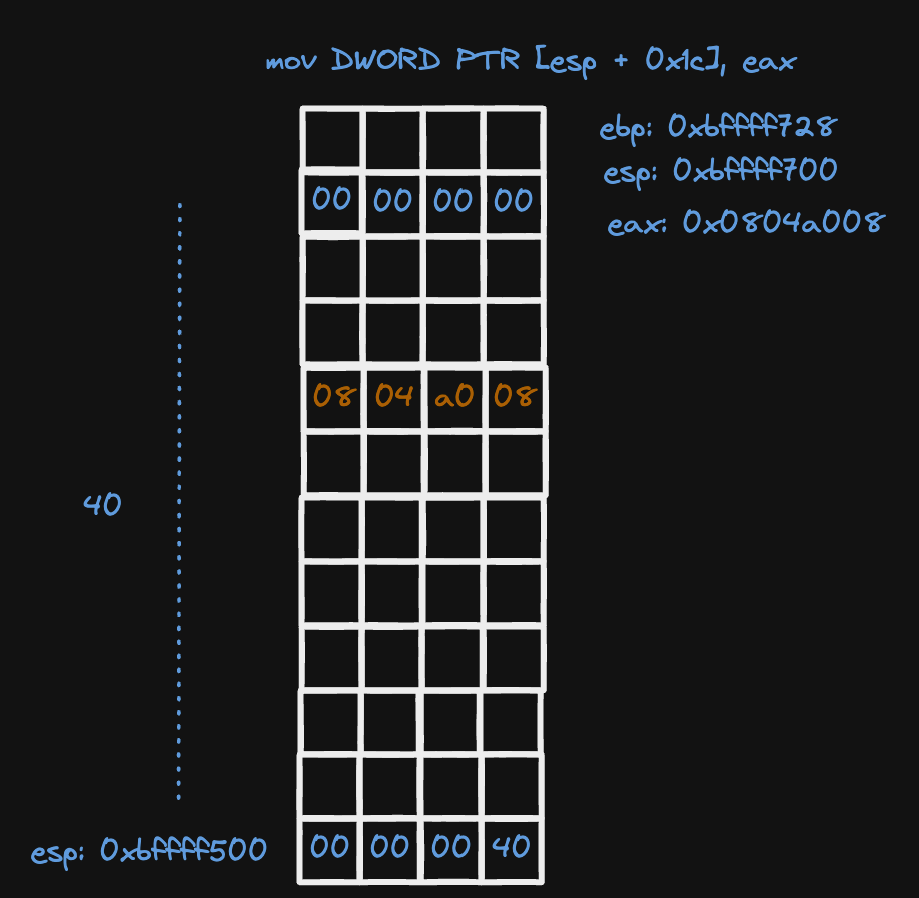 mov DWORD PTR [esp + 0x1c], eax
ebp: 0xbffff728
esp: 0xbffff700
00 00 00 00
eax: 0x0804a008
08 04 a0 08
40
esp: 0xbffff500
00 00 00 40